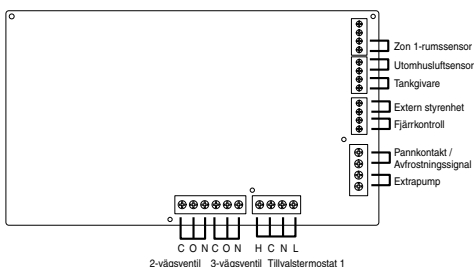 Zon 1-rumssensor
Utomhusluftsensor
Tankgivare
Extern styrenhet
Fjärrkontroll
Pannkontakt /
Avfrostningssignal
Extrapump
C O N C O N H C N L
2-vägsventil 3-vägsventil Tillvalstermostat 1